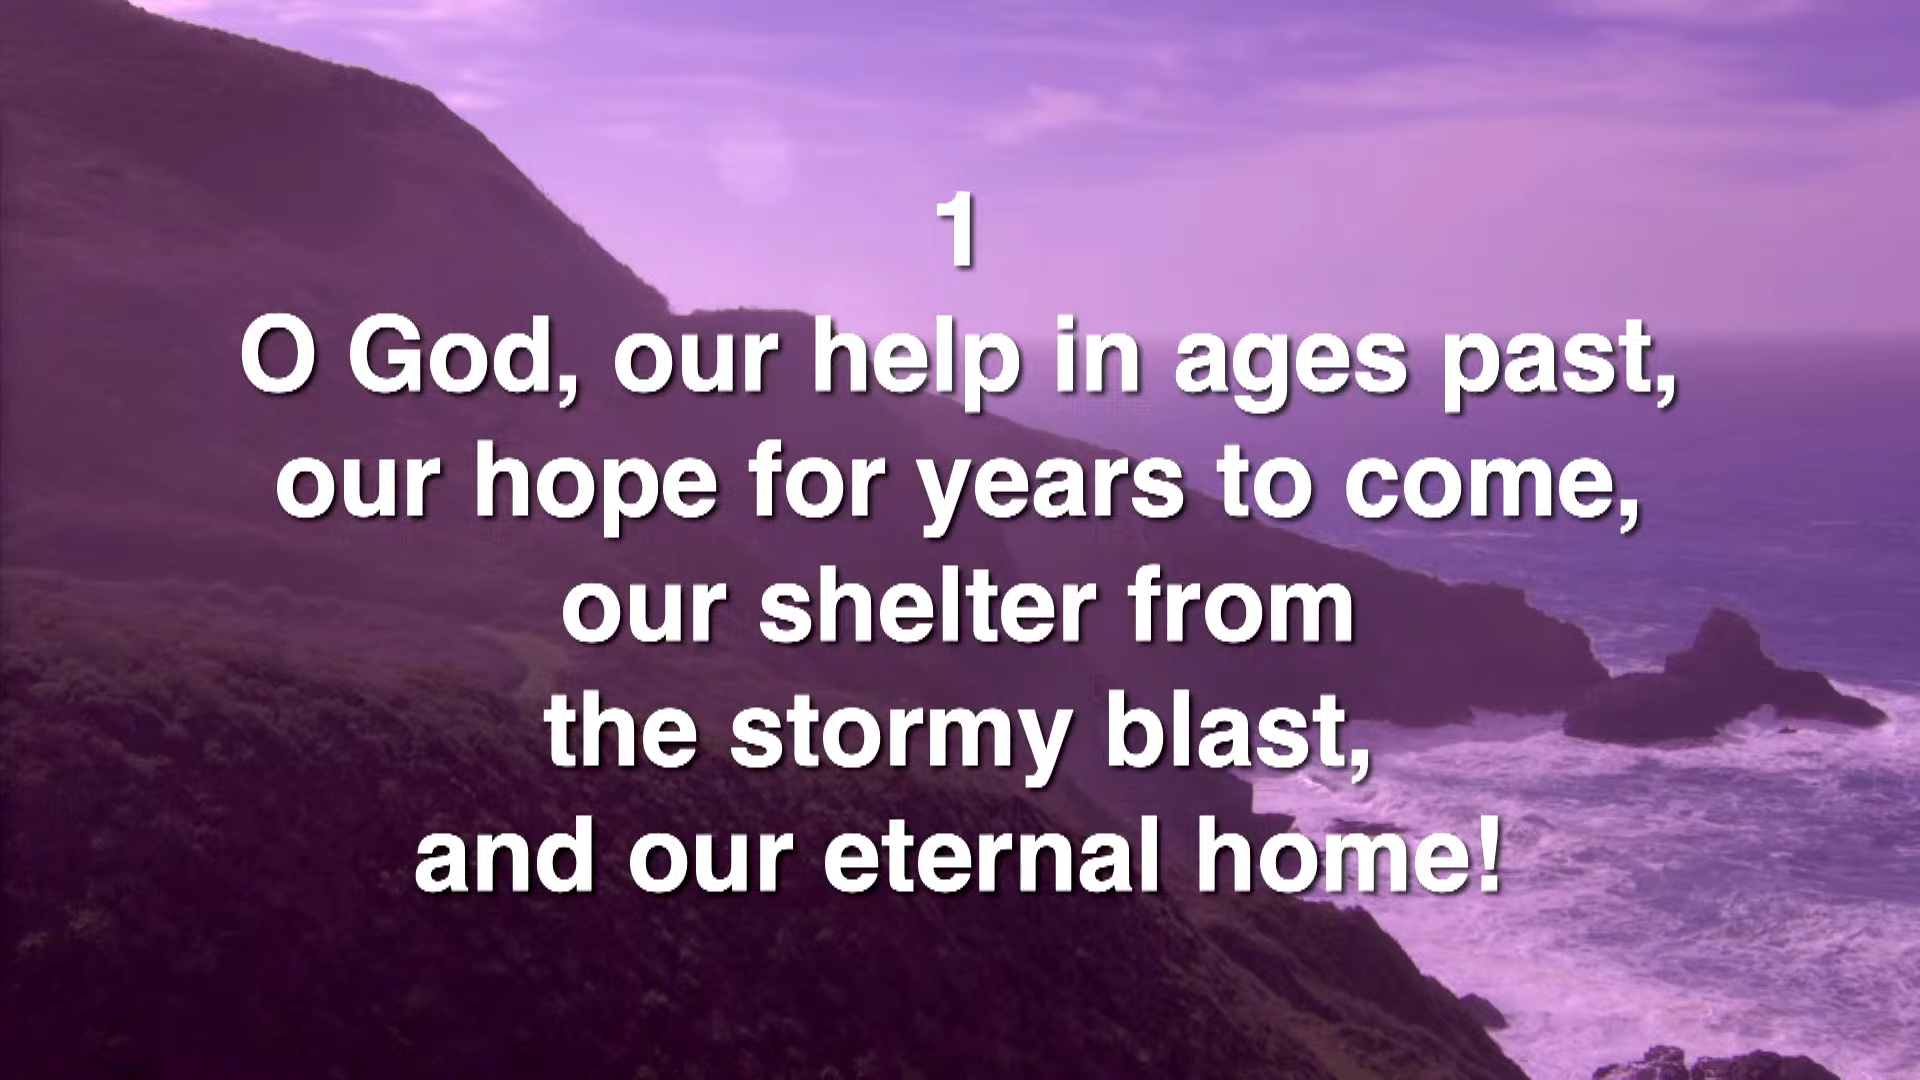 1
O God, our help in ages past,
our hope for years to come,
our shelter from
the stormy blast,
and our eternal home!